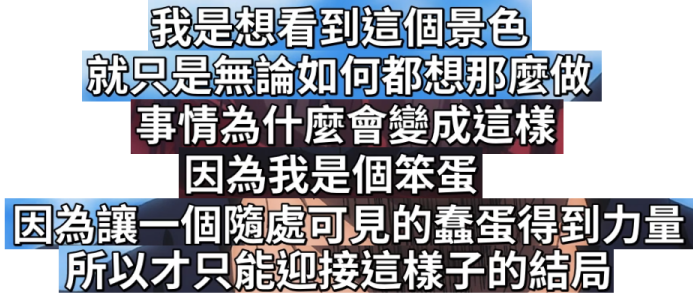 我是想看到這個景色
就只是無論如何都想那麼做
事情為什麼會變成這樣
因為我是個笨蛋
因為讓一個隨處可見的蠢蛋得到力量
所以才只能迎接這樣子的結局